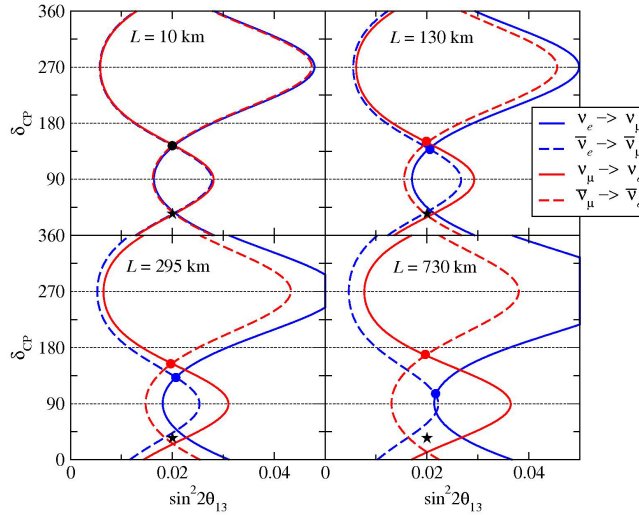 360
270
180
90
0
δCP
L = 10 km
L = 130 km
νe -> νμ
ν̅e -> ν̅μ
νμ -> νe
ν̅μ -> ν̅e
360
270
180
90
0
δCP
L = 295 km
L = 730 km
0 0.02 0.04
0 0.02 0.04
sin²2θ13
sin²2θ13